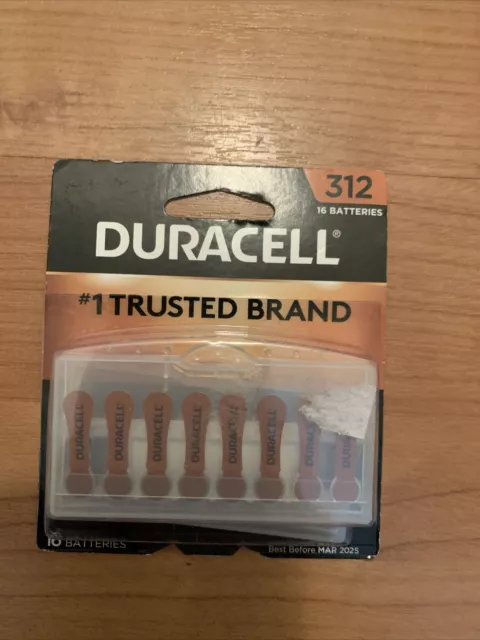 312
16 BATTERIES
DURACELL®
#1 TRUSTED BRAND
DURACELL
DURACELL
DURACELL
DURACELL
DURACELL
DURACELL
16 BATTERIES
Best Before MAR 2025